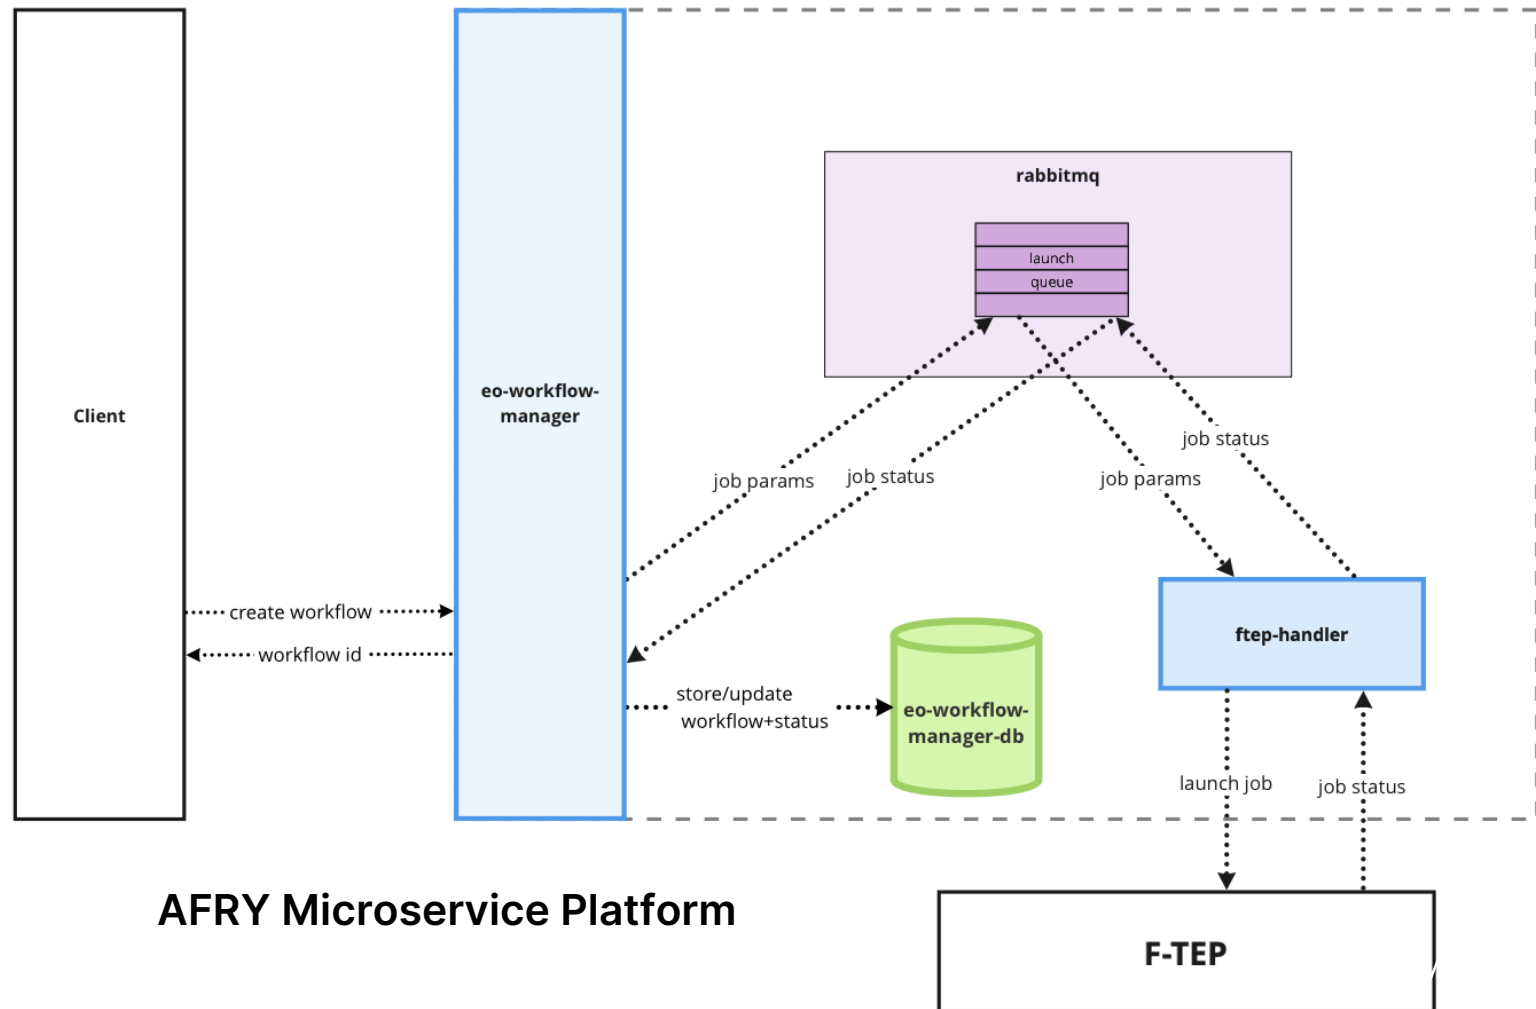 rabbitmq
launch
queue
Client
eo-workflow-
manager
job params
job status
job params
job status
create workflow
workflow id
store/update
workflow+status
eo-workflow-
manager-db
ftep-handler
launch job
job status
AFRY Microservice Platform
F-TEP